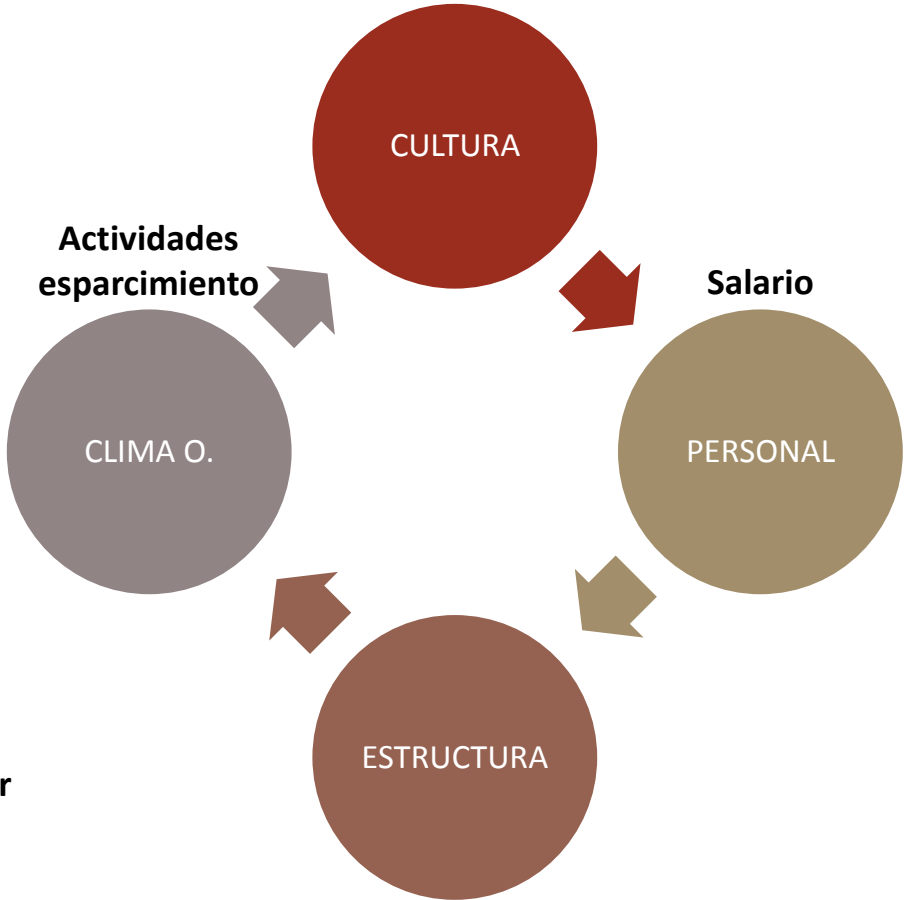 CULTURA
Actividades
esparcimiento
Salario
CLIMA O.
PERSONAL
ESTRUCTURA
r